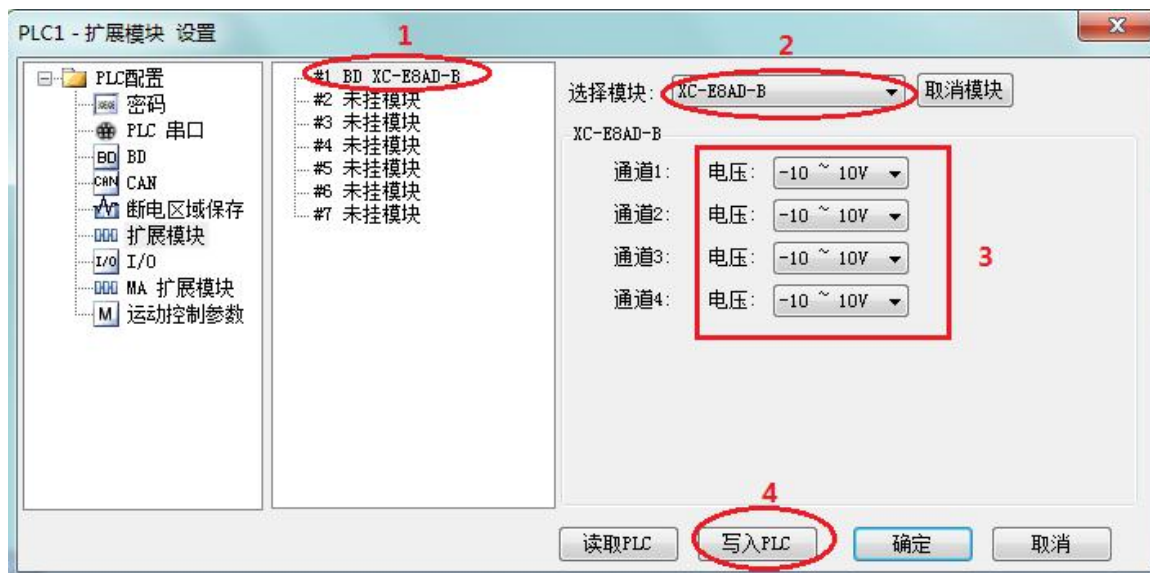 PLC1 - 扩展模块 设置
1
2
PLC配置
密码
PLC 串口
BD BD
CAN CAN
断电区域保存
扩展模块
I/O I/O
MA 扩展模块
M 运动控制参数
#1 BD XC-E8AD-B
#2 未挂模块
#3 未挂模块
#4 未挂模块
#5 未挂模块
#6 未挂模块
#7 未挂模块
选择模块: XC-E8AD-B 取消模块
XC-E8AD-B
通道1: 电压: -10 ~ 10V
通道2: 电压: -10 ~ 10V
通道3: 电压: -10 ~ 10V
通道4: 电压: -10 ~ 10V
3
4
读取PLC 写入PLC 确定 取消